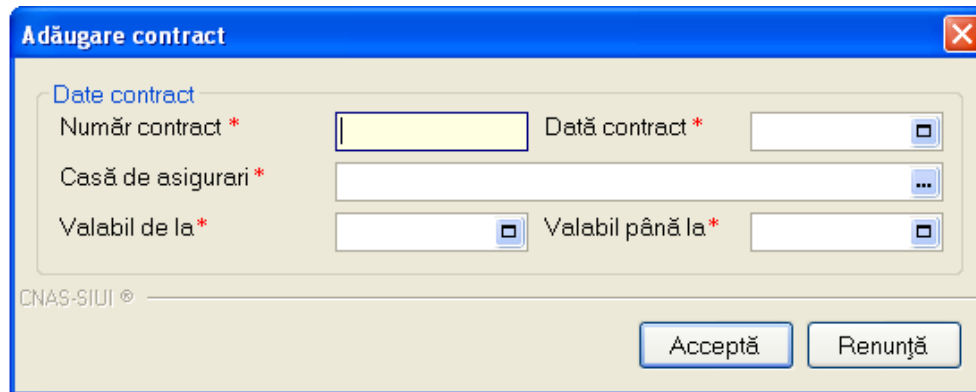 Adăugare contract
Date contract
Număr contract * Dată contract *
Casă de asigurari *
...
Valabil de la * Valabil până la *
CNAS-SIUI ®
Acceptă Renunţă